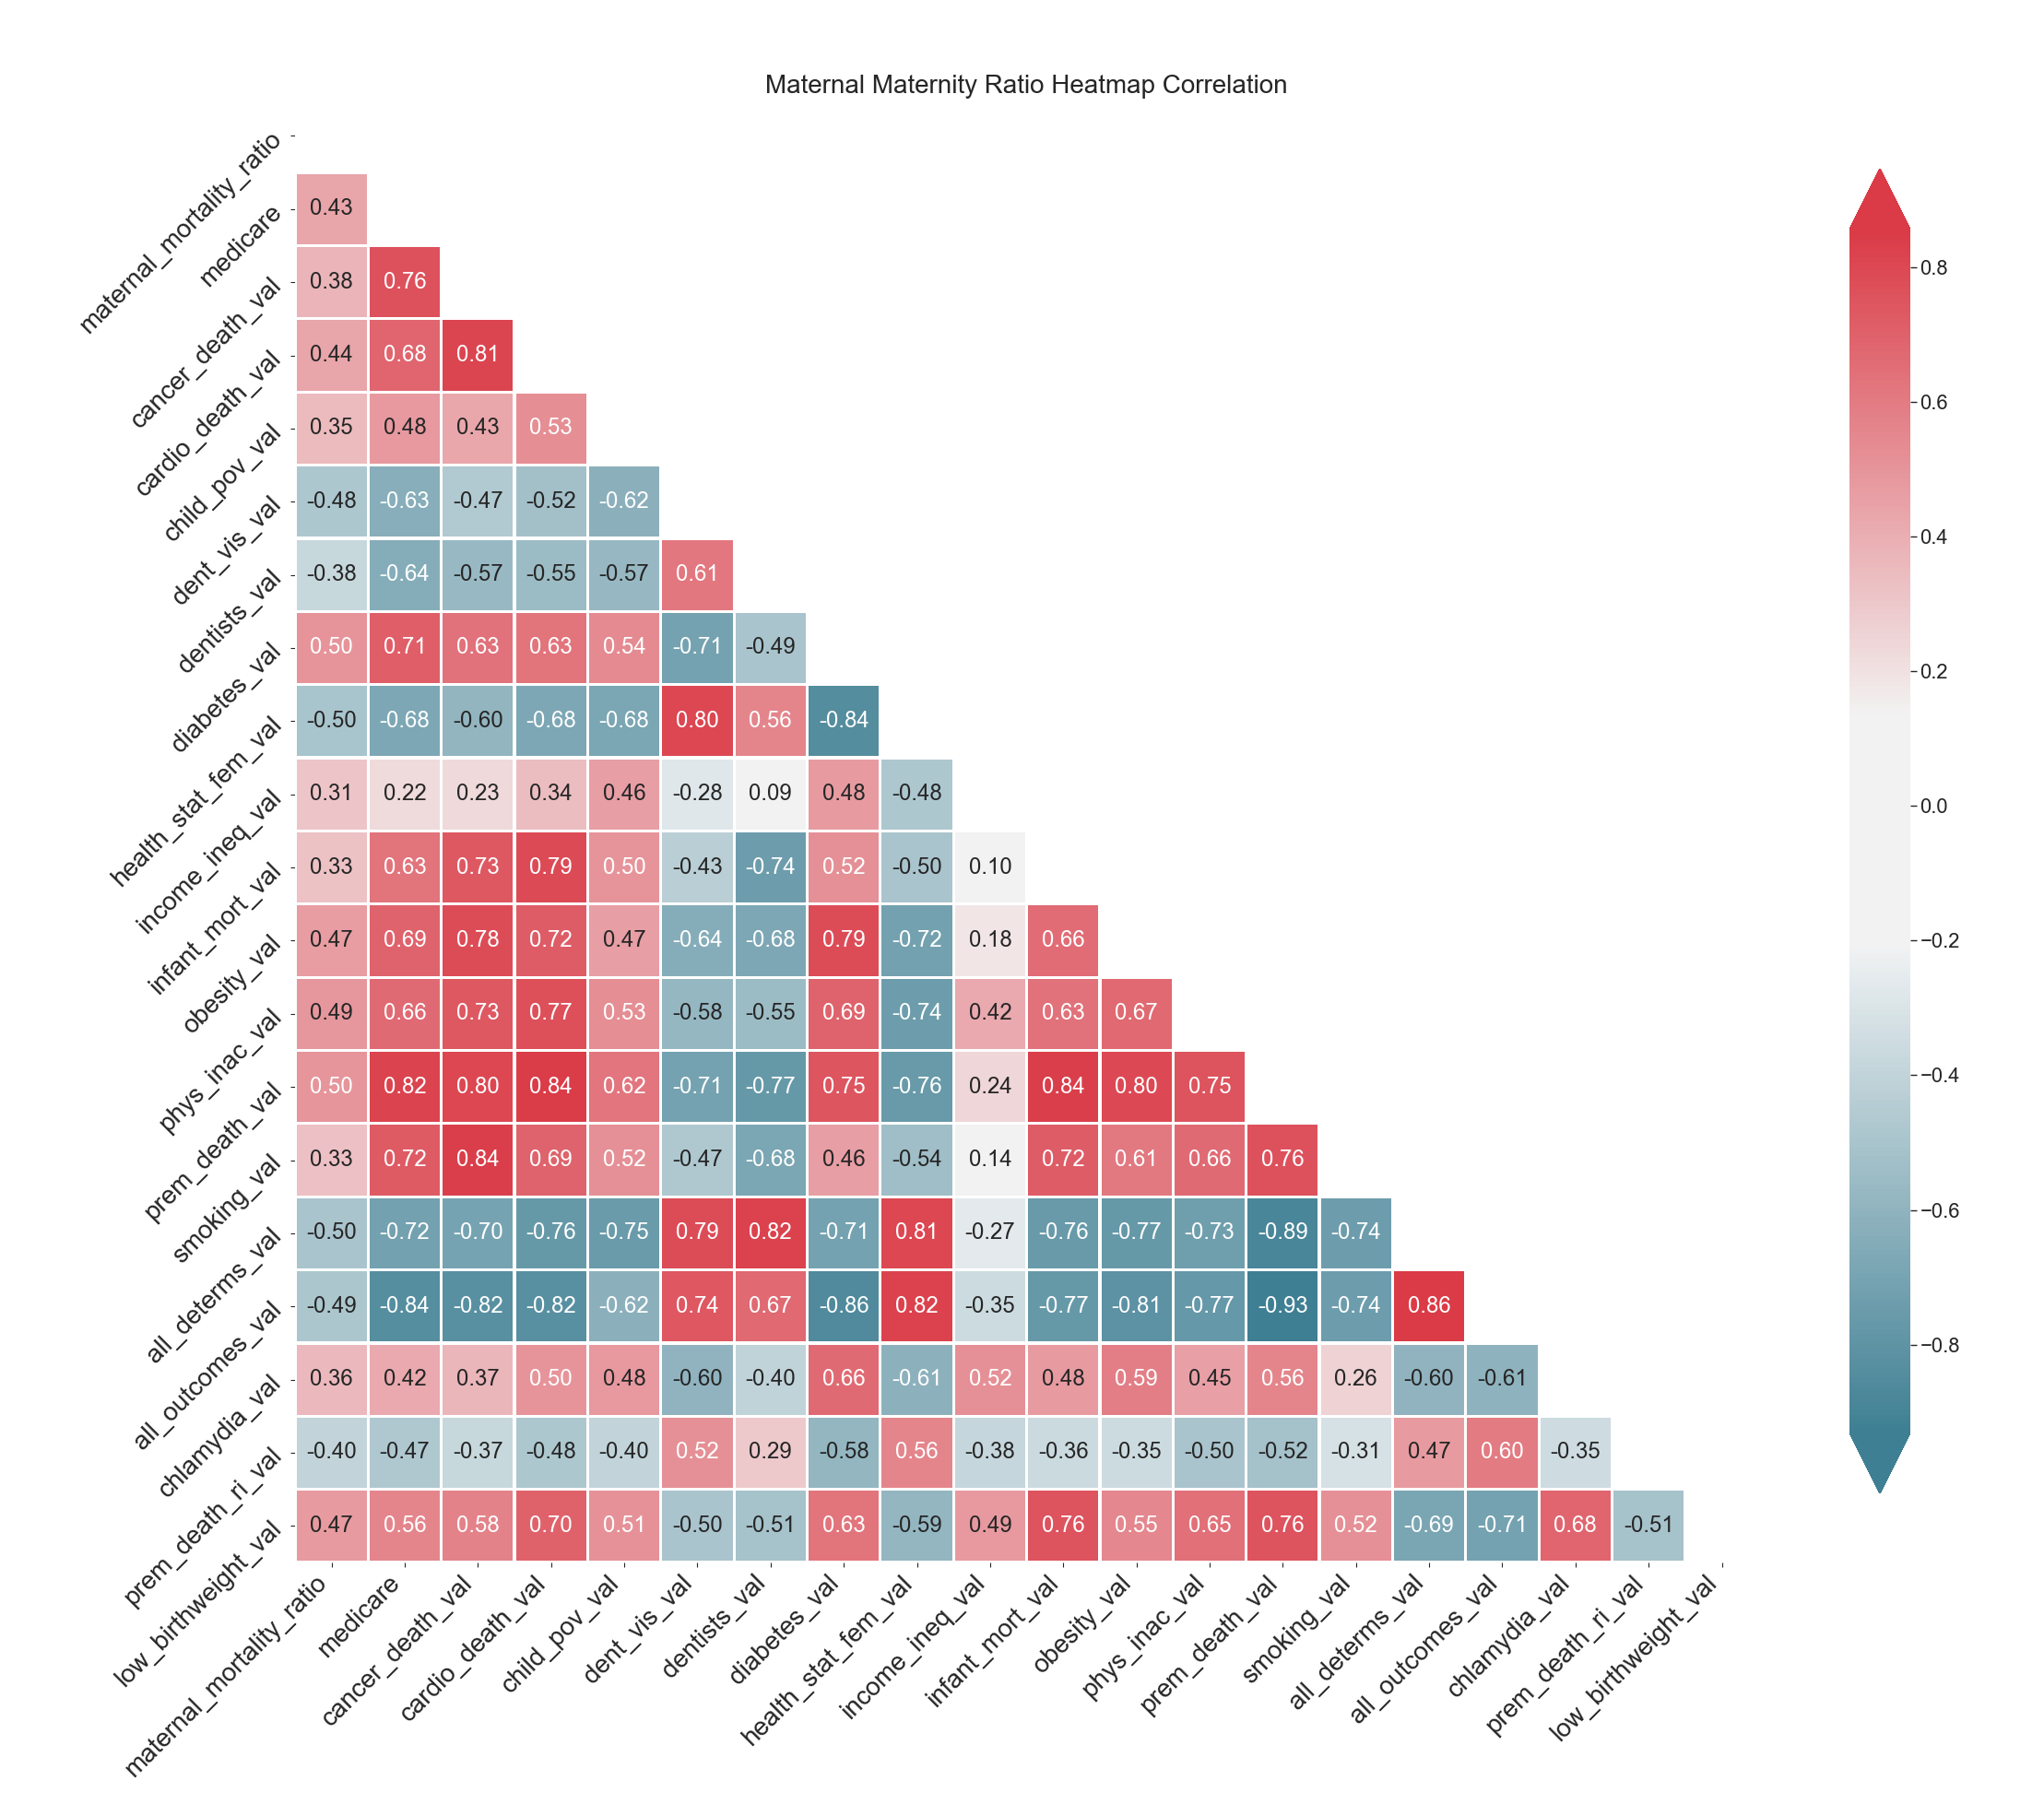 Maternal Maternity Ratio Heatmap Correlation
maternal_mortality_ratio
medicare 0.43
cancer_death_val 0.38 0.76
cardio_death_val 0.44 0.68 0.81
child_pov_val 0.35 0.48 0.43 0.53
dent_vis_val -0.48 -0.63 -0.47 -0.52 -0.62
dentists_val -0.38 -0.64 -0.57 -0.55 -0.57 0.61
diabetes_val 0.50 0.71 0.63 0.63 0.54 -0.71 -0.49
health_stat_fem_val -0.50 -0.68 -0.60 -0.68 -0.68 0.80 0.56 -0.84
income_ineq_val 0.31 0.22 0.23 0.34 0.46 -0.28 0.09 0.48 -0.48
infant_mort_val 0.33 0.63 0.73 0.79 0.50 -0.43 -0.74 0.52 -0.50 0.10
obesity_val 0.47 0.69 0.78 0.72 0.47 -0.64 -0.68 0.79 -0.72 0.18 0.66
phys_inac_val 0.49 0.66 0.73 0.77 0.53 -0.58 -0.55 0.69 -0.74 0.42 0.63 0.67
prem_death_val 0.50 0.82 0.80 0.84 0.62 -0.71 -0.77 0.75 -0.76 0.24 0.84 0.80 0.75
smoking_val 0.33 0.72 0.84 0.69 0.52 -0.47 -0.68 0.46 -0.54 0.14 0.72 0.61 0.66 0.76
all_determs_val -0.50 -0.72 -0.70 -0.76 -0.75 0.79 0.82 -0.71 0.81 -0.27 -0.76 -0.77 -0.73 -0.89 -0.74
all_outcomes_val -0.49 -0.84 -0.82 -0.82 -0.62 0.74 0.67 -0.86 0.82 -0.35 -0.77 -0.81 -0.77 -0.93 -0.74 0.86
chlamydia_val 0.36 0.42 0.37 0.50 0.48 -0.60 -0.40 0.66 -0.61 0.52 0.48 0.59 0.45 0.56 0.26 -0.60 -0.61
prem_death_ri_val -0.40 -0.47 -0.37 -0.48 -0.40 0.52 0.29 -0.58 0.56 -0.38 -0.36 -0.35 -0.50 -0.52 -0.31 0.47 0.60 -0.35
low_birthweight_val 0.47 0.56 0.58 0.70 0.51 -0.50 -0.51 0.63 -0.59 0.49 0.76 0.55 0.65 0.76 0.52 -0.69 -0.71 0.68 -0.51
maternal_mortality_ratio
medicare
cancer_death_val
cardio_death_val
child_pov_val
dent_vis_val
dentists_val
diabetes_val
health_stat_fem_val
income_ineq_val
infant_mort_val
obesity_val
phys_inac_val
prem_death_val
smoking_val
all_determs_val
all_outcomes_val
chlamydia_val
prem_death_ri_val
low_birthweight_val
0.8
0.6
0.4
0.2
0.0
−0.2
−0.4
−0.6
−0.8